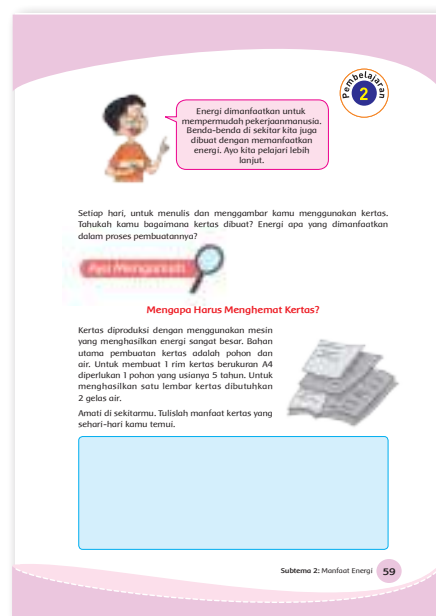 Pembelajaran
2
Energi dimanfaatkan untuk
mempermudah pekerjaanmanusia.
Benda-benda di sekitar kita juga
dibuat dengan memanfaatkan
energi. Ayo kita pelajari lebih
lanjut.
Setiap hari, untuk menulis dan menggambar kamu menggunakan kertas.
Tahukah kamu bagaimana kertas dibuat? Energi apa yang dimanfaatkan
dalam proses pembuatannya?
Ayo Mengamati
Mengapa Harus Menghemat Kertas?
Kertas diproduksi dengan menggunakan mesin
yang menghasilkan energi sangat besar. Bahan
utama pembuatan kertas adalah pohon dan
air. Untuk membuat 1 rim kertas berukuran A4
diperlukan 1 pohon yang usianya 5 tahun. Untuk
menghasilkan satu lembar kertas dibutuhkan
2 gelas air.
Amati di sekitarmu. Tulislah manfaat kertas yang
sehari-hari kamu temui.
Subtema 2: Manfaat Energi 59